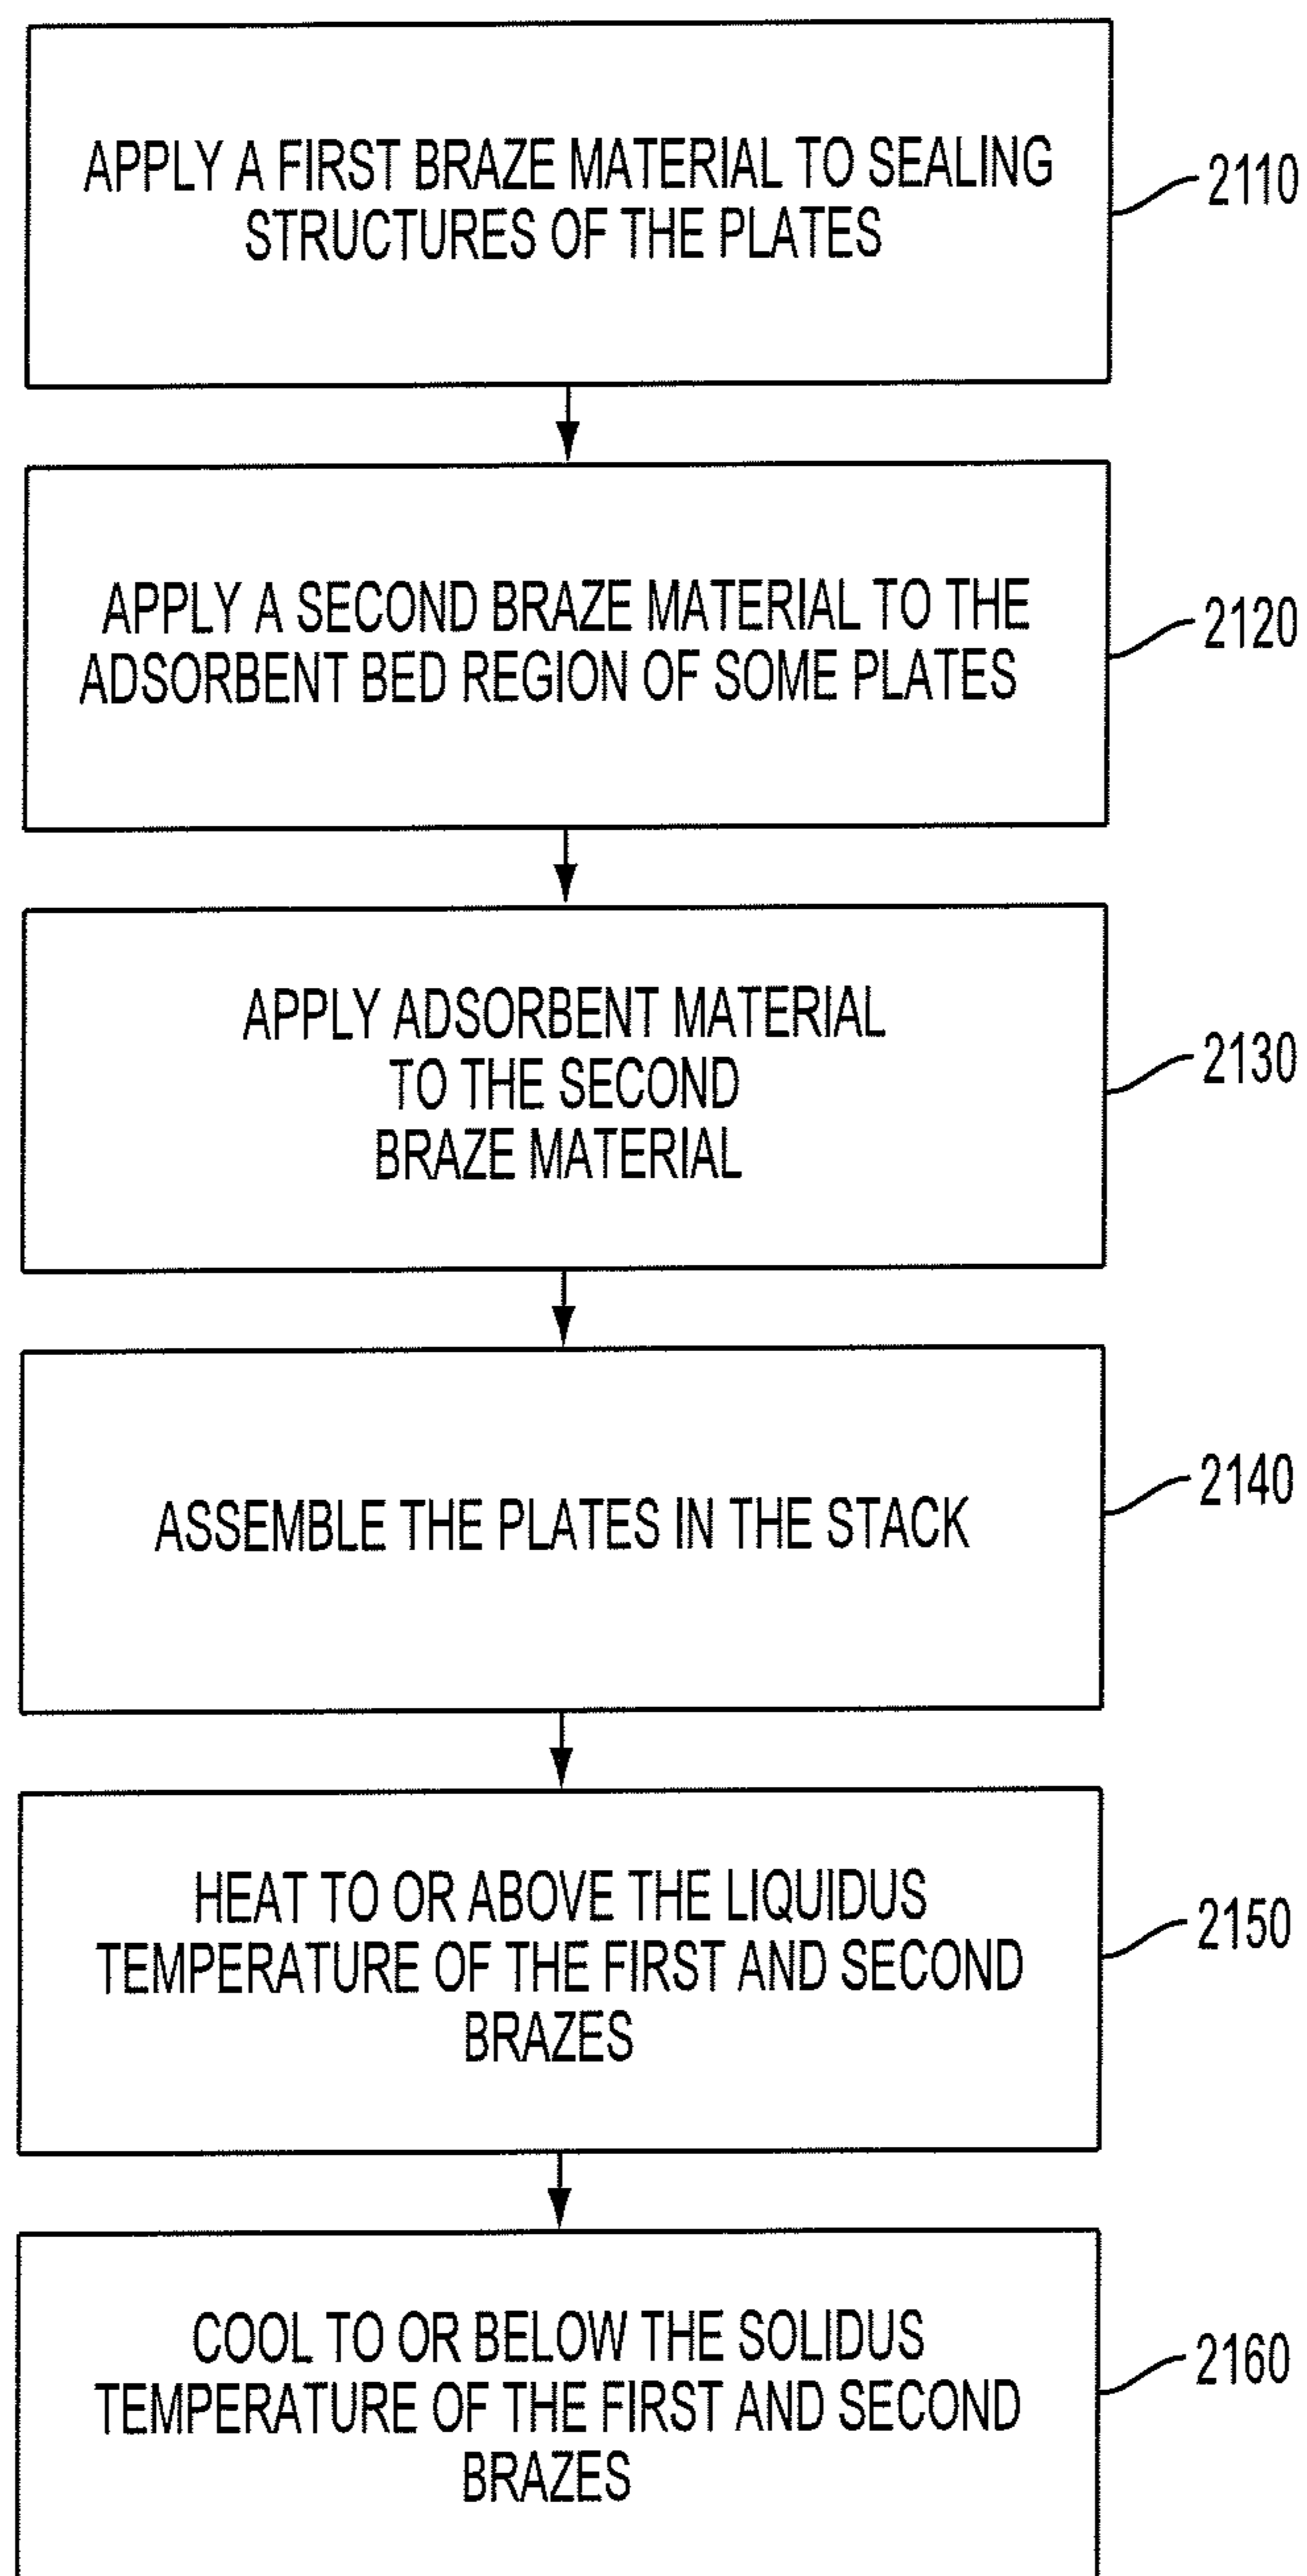 APPLY A FIRST BRAZE MATERIAL TO SEALING
STRUCTURES OF THE PLATES
2110
APPLY A SECOND BRAZE MATERIAL TO THE
ADSORBENT BED REGION OF SOME PLATES
2120
APPLY ADSORBENT MATERIAL
TO THE SECOND
BRAZE MATERIAL
2130
ASSEMBLE THE PLATES IN THE STACK
2140
HEAT TO OR ABOVE THE LIQUIDUS
TEMPERATURE OF THE FIRST AND SECOND
BRAZES
2150
COOL TO OR BELOW THE SOLIDUS
TEMPERATURE OF THE FIRST AND SECOND
BRAZES
2160